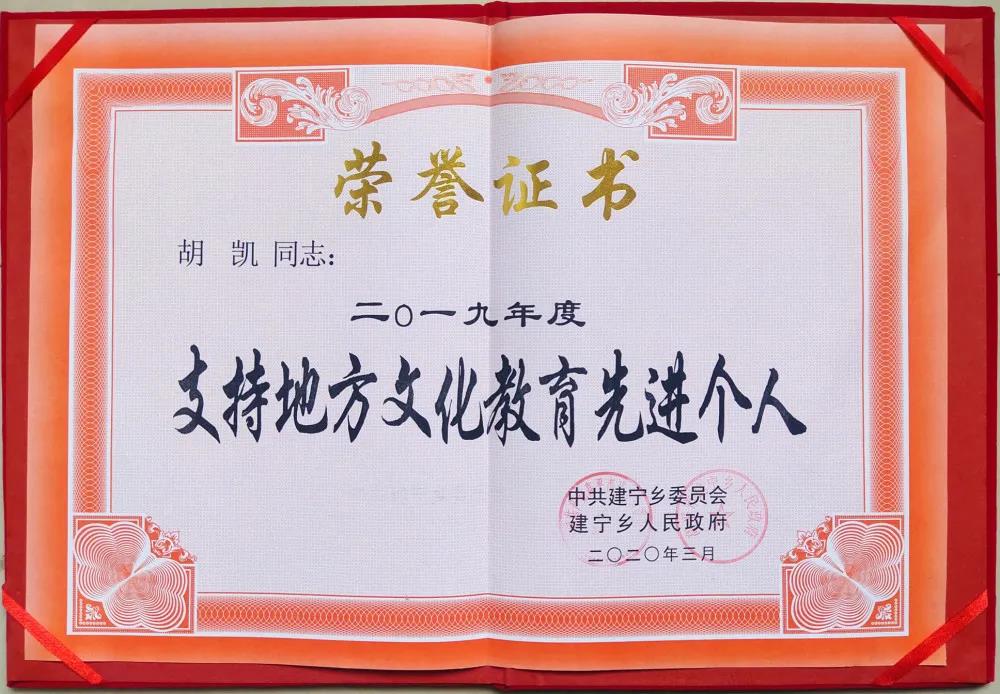 荣誉证书
胡 凯 同志：
二〇一九年度
支持地方文化教育先进个人
中共建宁乡委员会
建宁乡人民政府
二〇二〇年三月